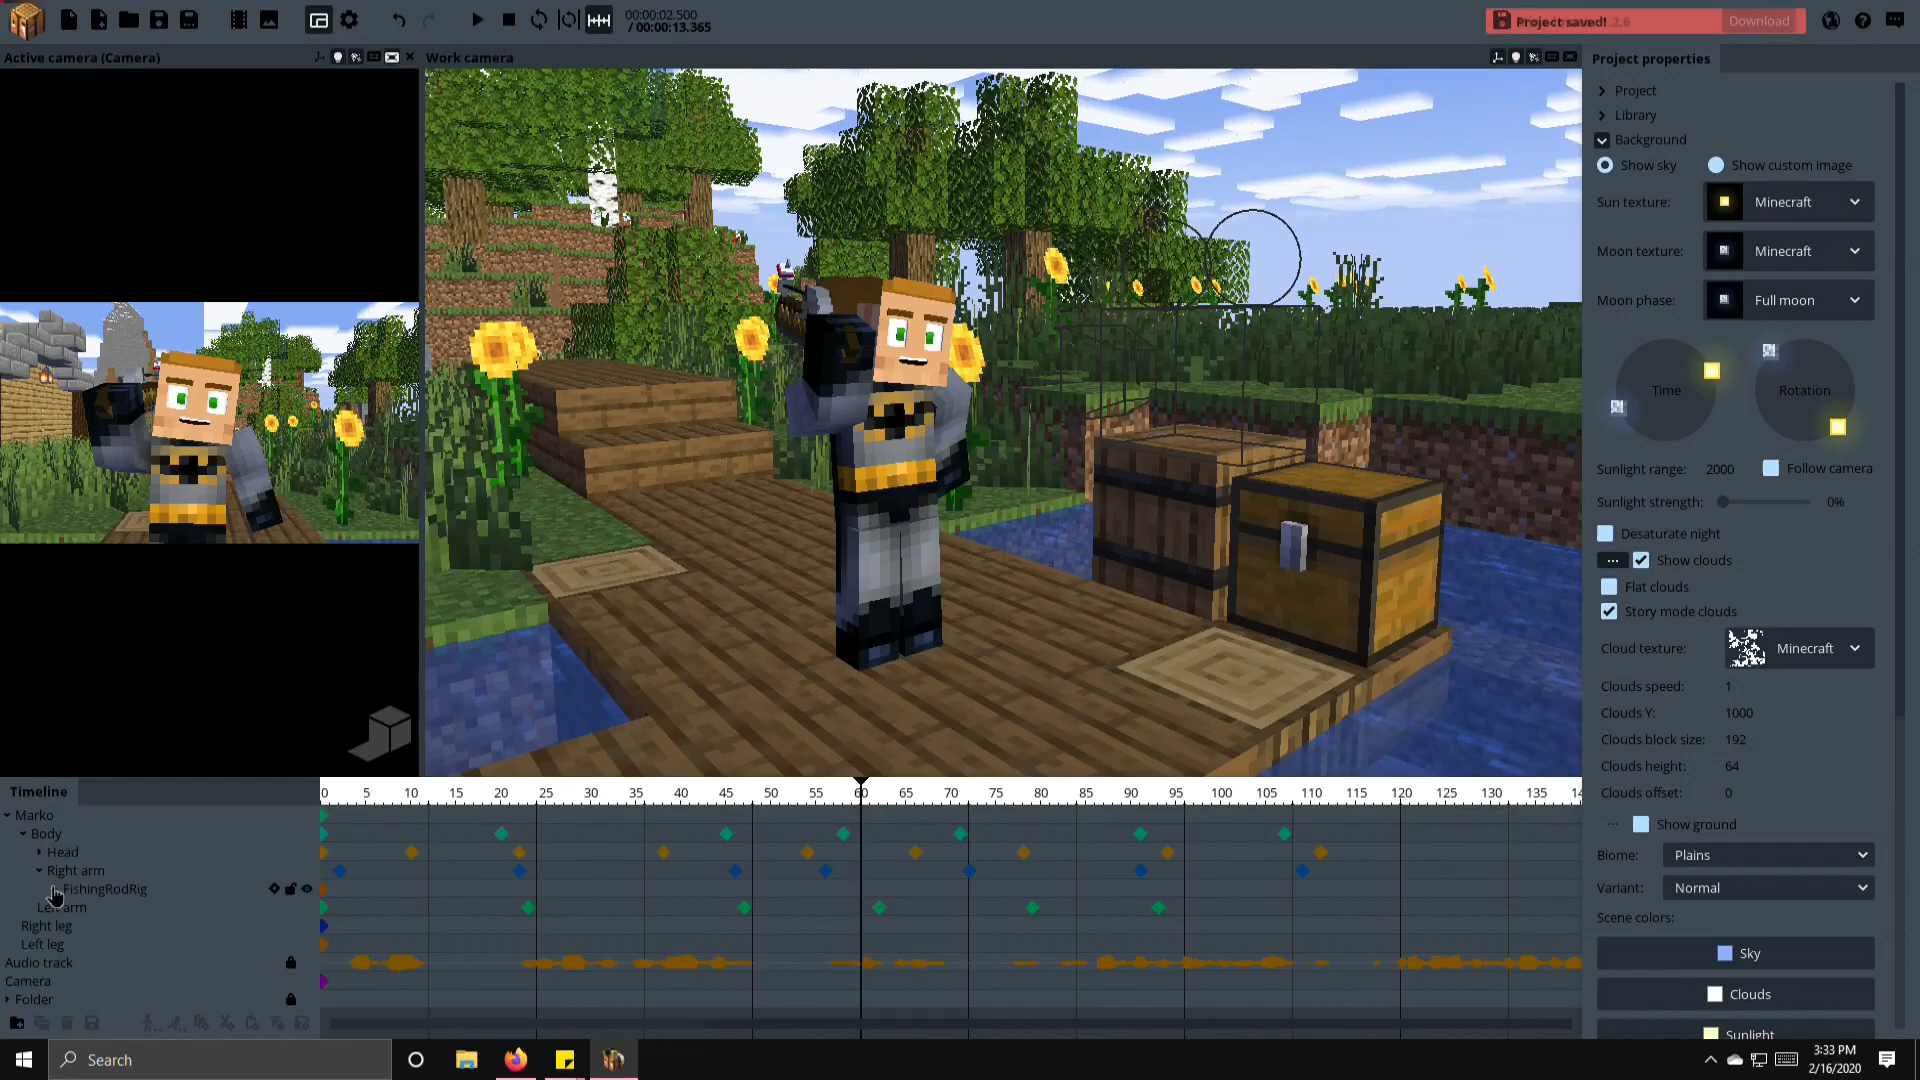 00:00:02.500
/ 00:00:13.365
Project saved!
2.6
Download
Active camera (Camera)
Work camera
Project properties
Project
Library
Background
Show sky
Show custom image
Sun texture:
Minecraft
Moon texture:
Minecraft
Moon phase:
Full moon
Time
Rotation
Sunlight range:
2000
Follow camera
Sunlight strength:
0%
Desaturate night
Show clouds
Flat clouds
Story mode clouds
Cloud texture:
Minecraft
Clouds speed:
1
Clouds Y:
1000
Clouds block size:
192
Clouds height:
64
Clouds offset:
0
Show ground
Biome:
Plains
Variant:
Normal
Scene colors:
Sky
Clouds
Sunlight
Timeline
0 5 10 15 20 25 30 35 40 45 50 55 60 65 70 75 80 85 90 95 100 105 110 115 120 125 130 135
Marko
Body
Head
Right arm
FishingRodRig
Left arm
Right leg
Left leg
Audio track
Camera
Folder
Search
3:33 PM
2/16/2020